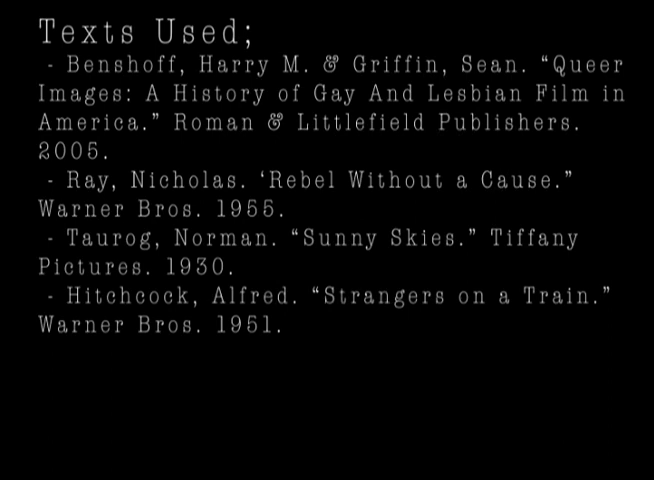 Texts Used;
- Benshoff, Harry M. & Griffin, Sean. “Queer
Images: A History of Gay And Lesbian Film in
America.” Roman & Littlefield Publishers.
2005.
- Ray, Nicholas. ‘Rebel Without a Cause.”
Warner Bros. 1955.
- Taurog, Norman. “Sunny Skies.” Tiffany
Pictures. 1930.
- Hitchcock, Alfred. “Strangers on a Train.”
Warner Bros. 1951.